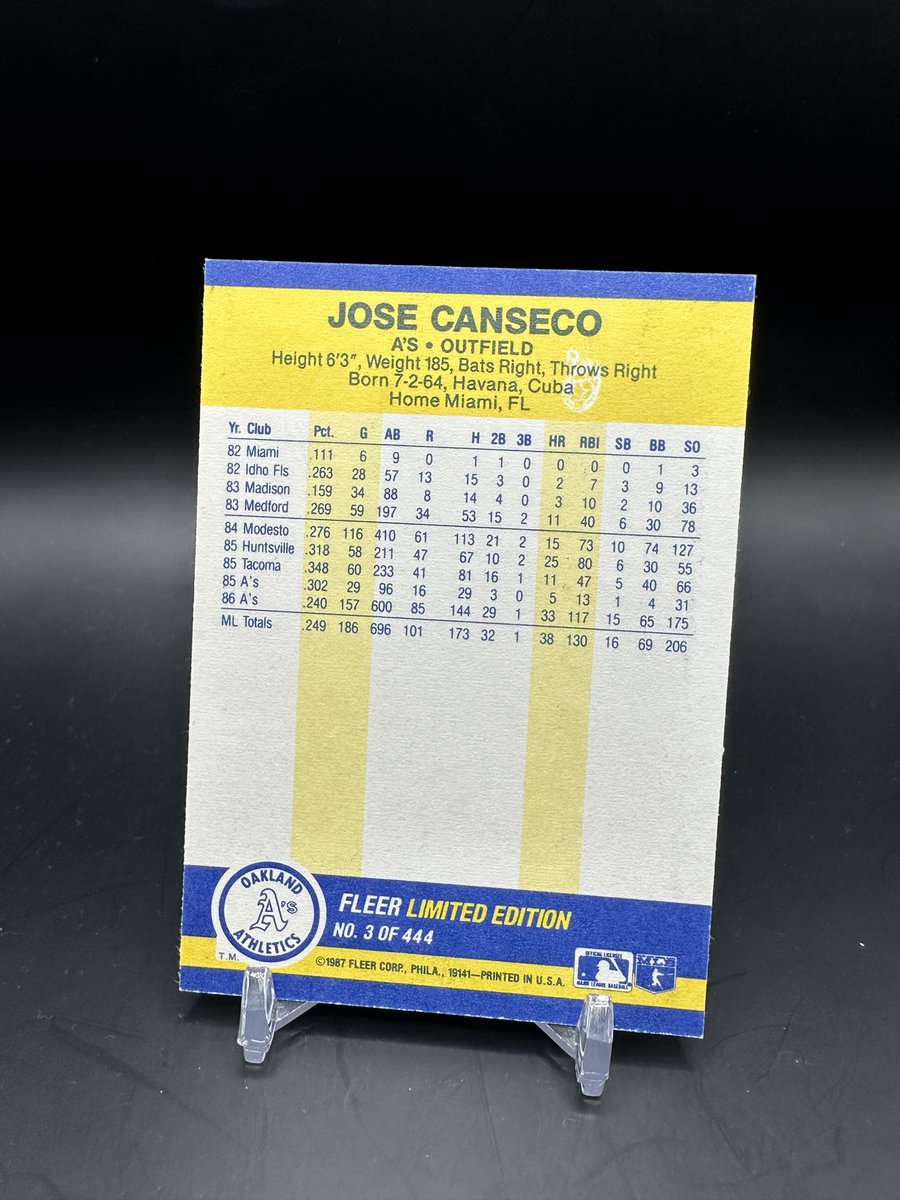 JOSE CANSECO
A'S • OUTFIELD
Height 6'3", Weight 185, Bats Right, Throws Right
Born 7-2-64, Havana, Cuba
Home Miami, FL
Yr. Club Pct. G AB R H 2B 3B HR RBI SB BB SO
82 Miami .111 6 9 0 1 1 0 0 0 0 1 3
82 Idho Fls .263 28 57 13 15 3 0 2 7 3 9 13
83 Madison .159 34 88 8 14 4 0 3 10 2 10 36
83 Medford .269 59 197 34 53 15 2 11 40 6 30 78
84 Modesto .276 116 410 61 113 21 2 15 73 10 74 127
85 Huntsville .318 58 211 47 67 10 2 25 80 6 30 55
85 Tacoma .348 60 233 41 81 16 1 11 47 5 40 66
85 A's .302 29 96 16 29 3 0 5 13 1 4 31
86 A's .240 157 600 85 144 29 1 33 117 15 65 175
ML Totals .249 186 696 101 173 32 1 38 130 16 69 206
OAKLAND
A's
ATHLETICS
T.M.
FLEER LIMITED EDITION
NO. 3 OF 444
©1987 FLEER CORP., PHILA., 19141—PRINTED IN U.S.A.
OFFICIAL LICENSEE
MAJOR LEAGUE BASEBALL